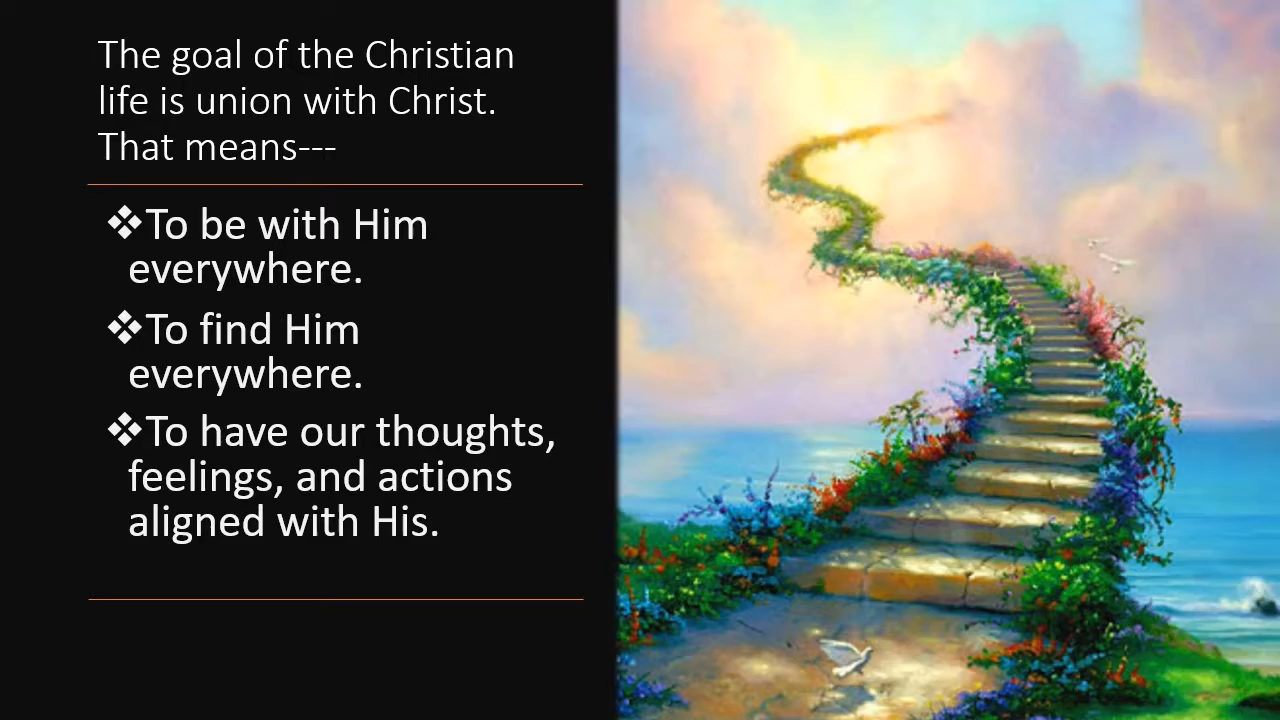 The goal of the Christian
life is union with Christ.
That means---
❖To be with Him
everywhere.
❖To find Him
everywhere.
❖To have our thoughts,
feelings, and actions
aligned with His.